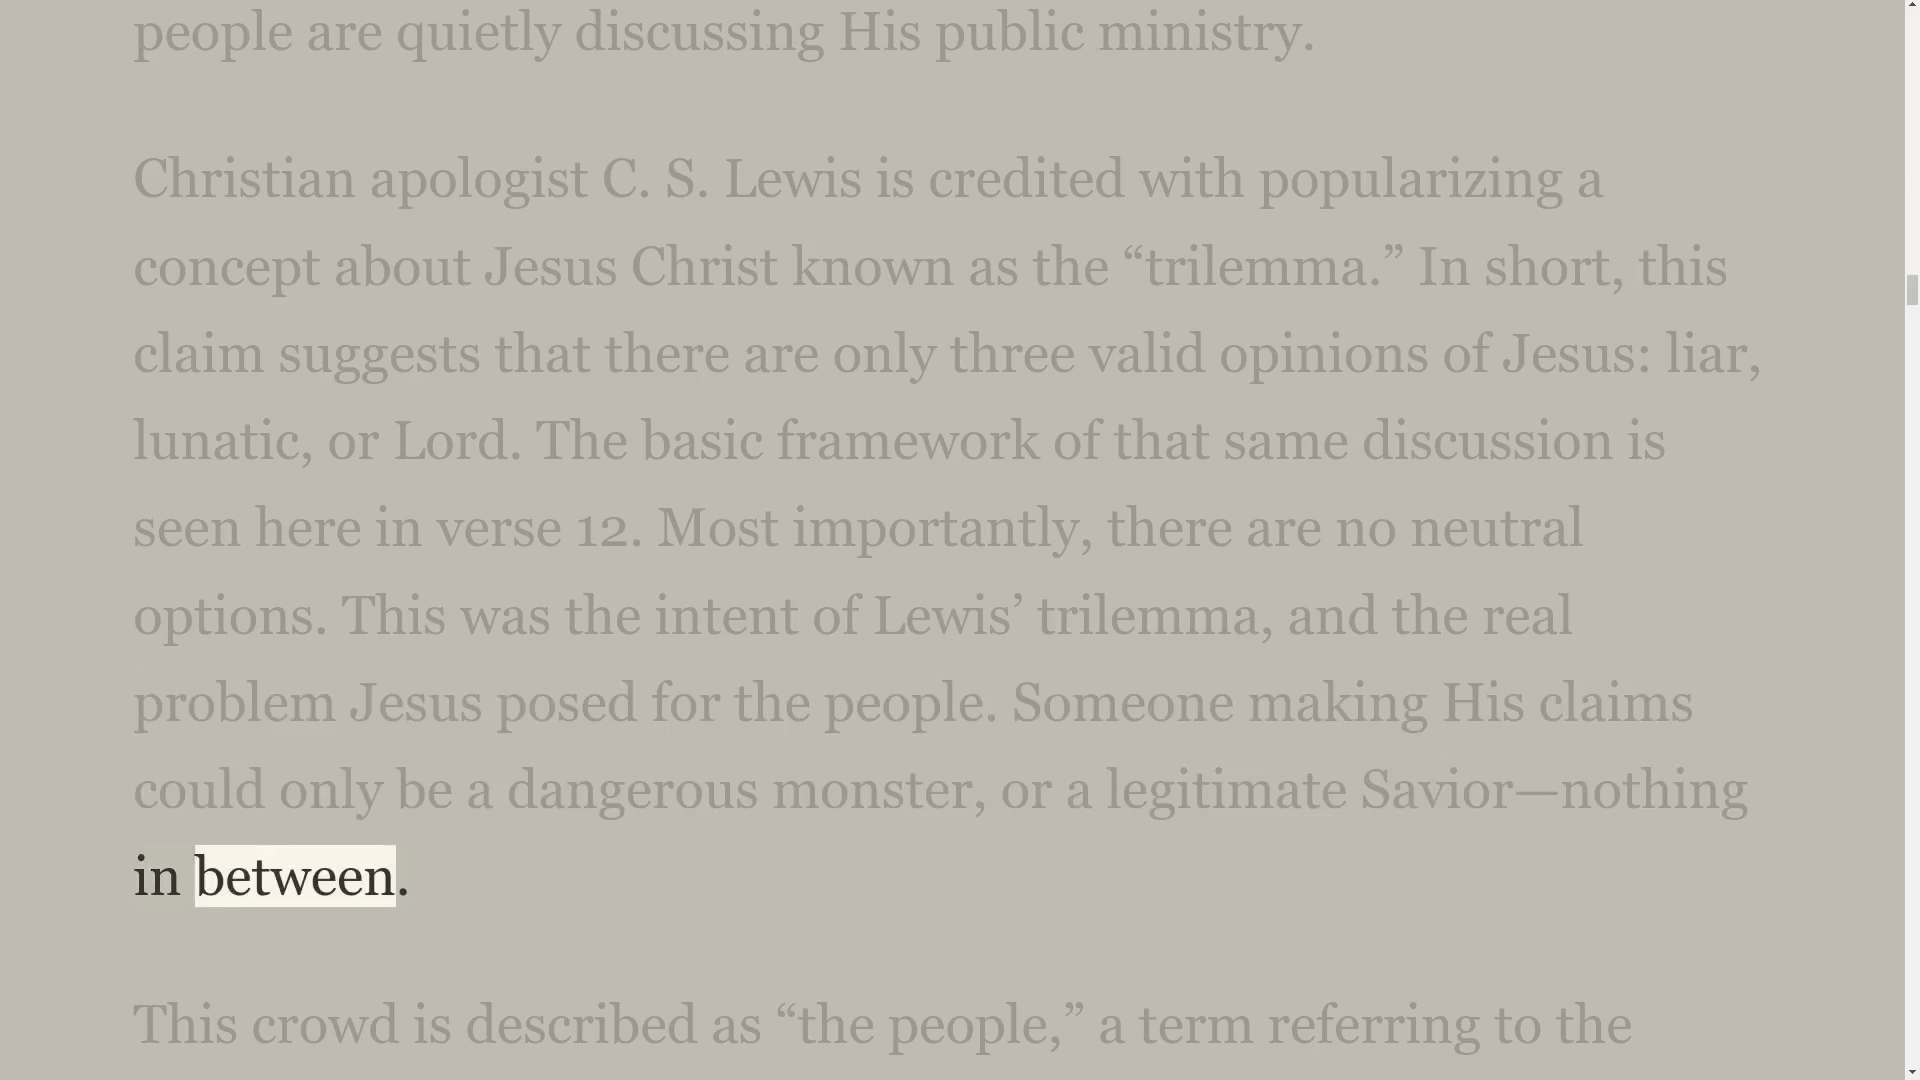 people are quietly discussing His public ministry.
Christian apologist C. S. Lewis is credited with popularizing a
concept about Jesus Christ known as the “trilemma.” In short, this
claim suggests that there are only three valid opinions of Jesus: liar,
lunatic, or Lord. The basic framework of that same discussion is
seen here in verse 12. Most importantly, there are no neutral
options. This was the intent of Lewis’ trilemma, and the real
problem Jesus posed for the people. Someone making His claims
could only be a dangerous monster, or a legitimate Savior—nothing
in between.
This crowd is described as “the people,” a term referring to the